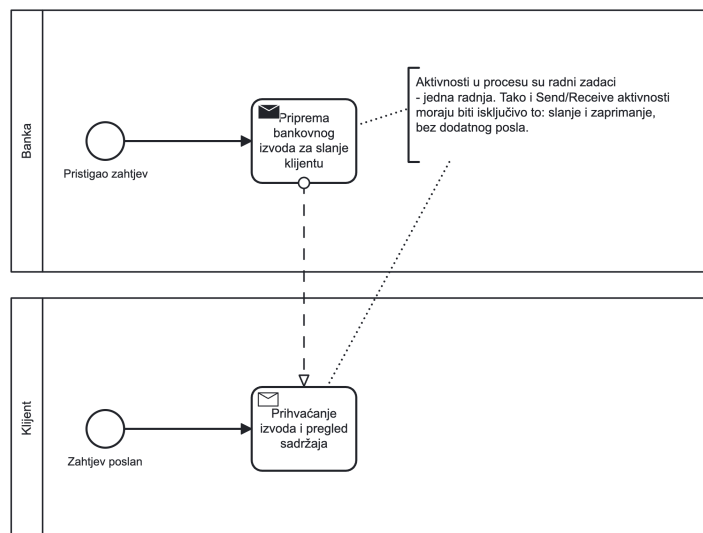 Banka
Pristigao zahtjev
Priprema
bankovnog
izvoda za slanje
klijentu
Aktivnosti u procesu su radni zadaci
- jedna radnja. Tako i Send/Receive aktivnosti
moraju biti isključivo to: slanje i zaprimanje,
bez dodatnog posla.
Klijent
Zahtjev poslan
Prihvaćanje
izvoda i pregled
sadržaja